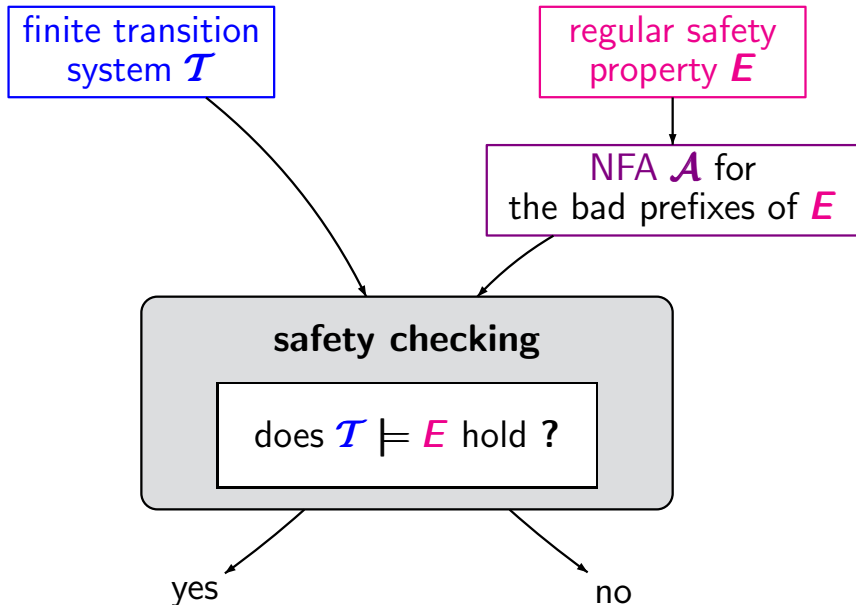 finite transition
system 𝓣
regular safety
property E
NFA 𝓐 for
the bad prefixes of E
safety checking
does 𝓣 ⊨ E hold ?
yes
no